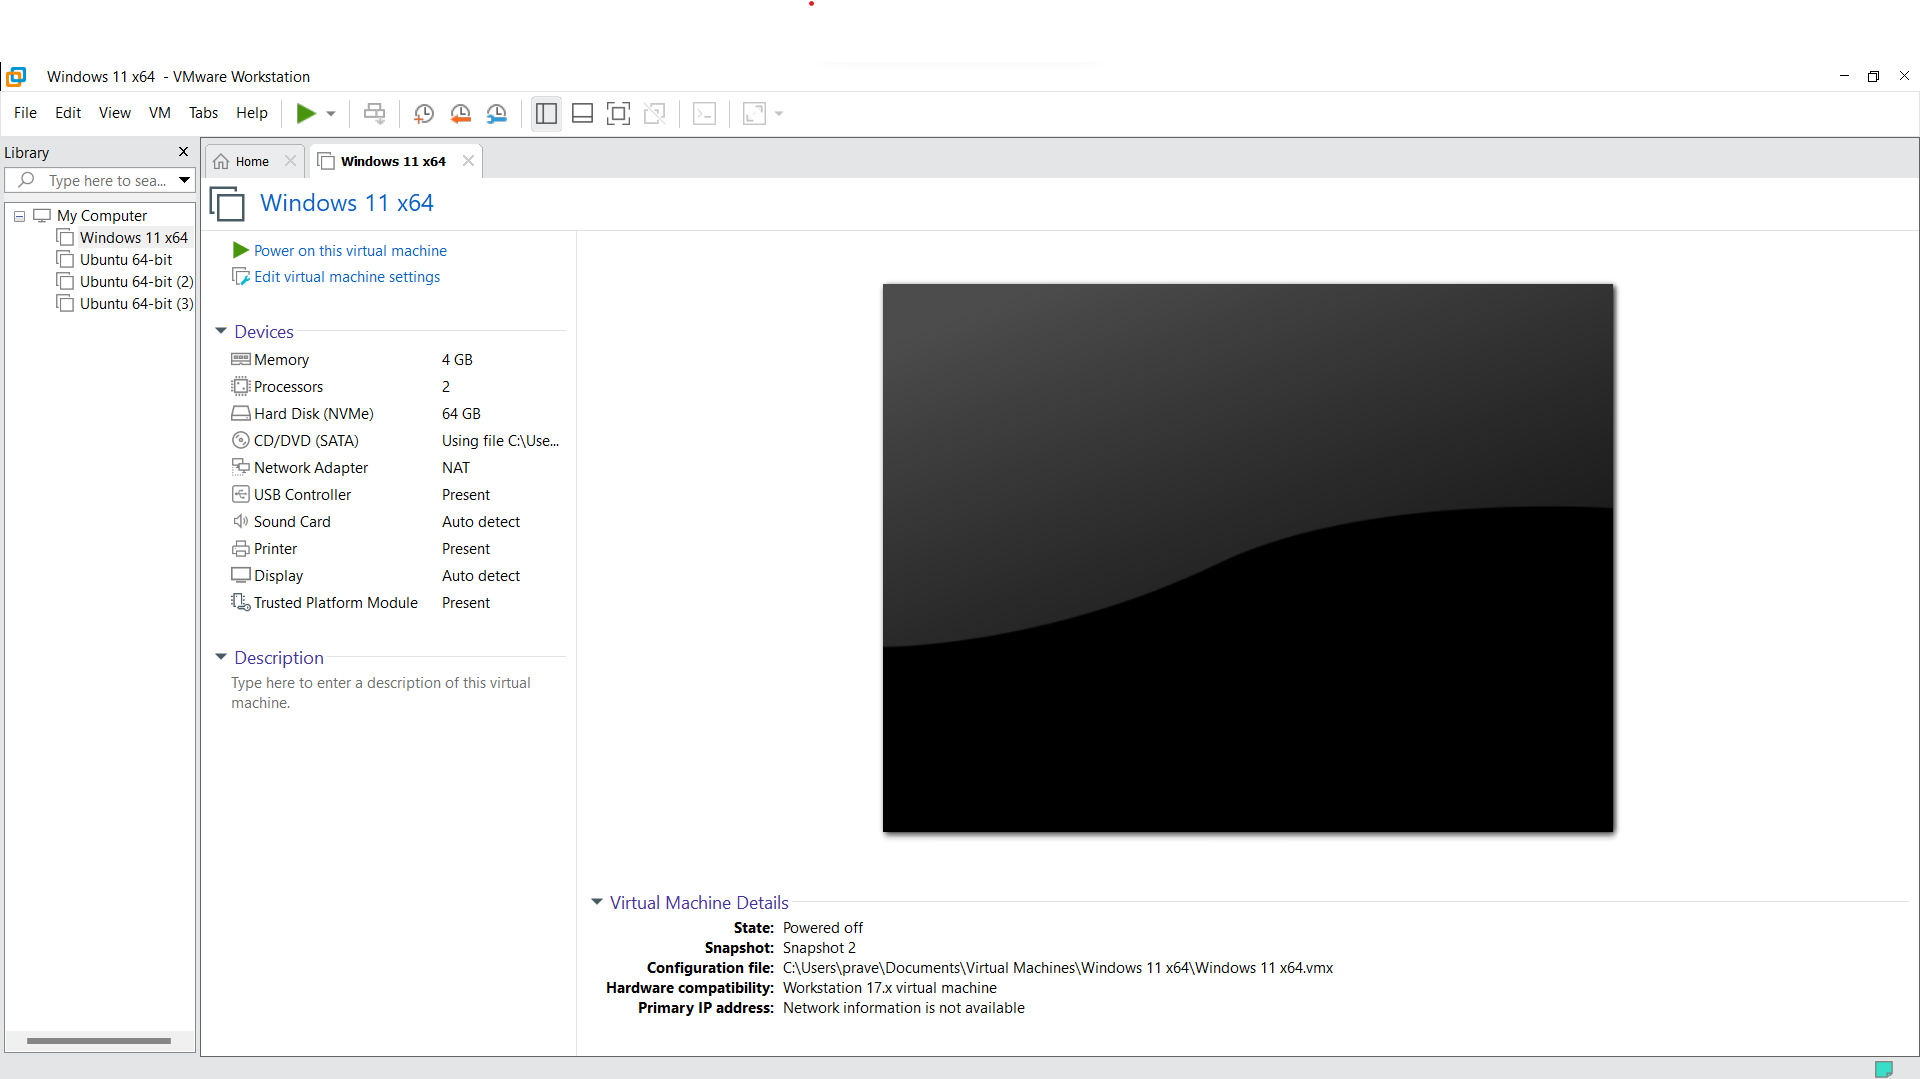 Windows 11 x64 - VMware Workstation
File Edit View VM Tabs Help
Library
Type here to sea...
My Computer
Windows 11 x64
Ubuntu 64-bit
Ubuntu 64-bit (2)
Ubuntu 64-bit (3)
Home
Windows 11 x64
Windows 11 x64
Power on this virtual machine
Edit virtual machine settings
Devices
Memory 4 GB
Processors 2
Hard Disk (NVMe) 64 GB
CD/DVD (SATA) Using file C:\Use...
Network Adapter NAT
USB Controller Present
Sound Card Auto detect
Printer Present
Display Auto detect
Trusted Platform Module Present
Description
Type here to enter a description of this virtual
machine.
Virtual Machine Details
State: Powered off
Snapshot: Snapshot 2
Configuration file: C:\Users\prave\Documents\Virtual Machines\Windows 11 x64\Windows 11 x64.vmx
Hardware compatibility: Workstation 17.x virtual machine
Primary IP address: Network information is not available